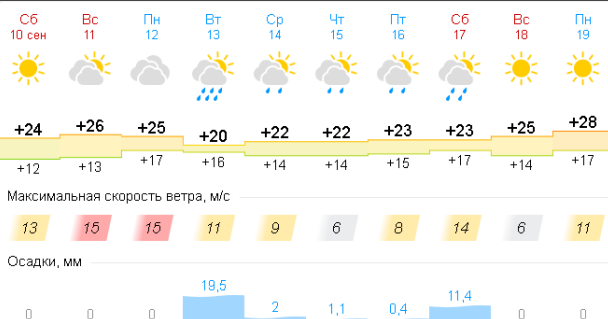 Сб Вс Пн Вт Ср Чт Пт Сб Вс Пн
10 сен 11 12 13 14 15 16 17 18 19
+24 +26 +25 +20 +22 +22 +23 +23 +25 +28
+12 +13 +17 +16 +14 +14 +15 +17 +14 +17
Максимальная скорость ветра, м/с
13 15 15 11 9 6 8 14 6 11
Осадки, мм
0 0 0 19,5 2 1,1 0,4 11,4 0 0